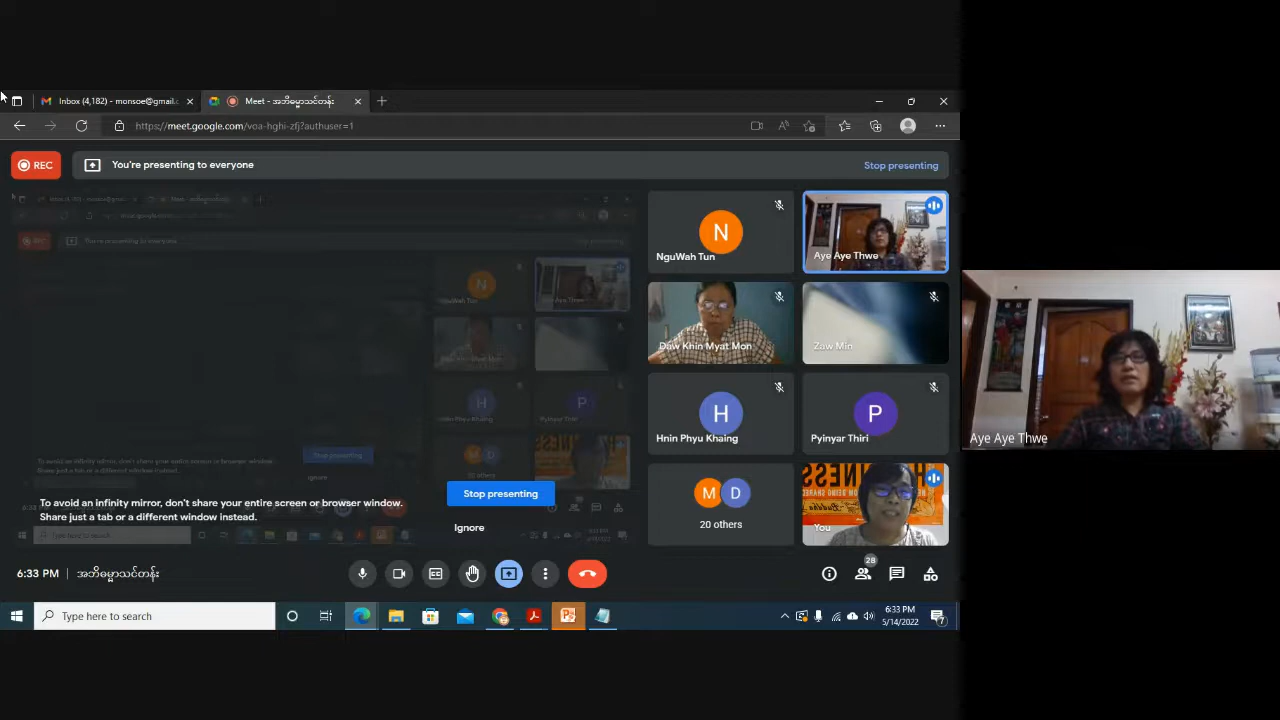 Inbox (4,182) - monsoe@gmail.c
Meet - အဘိဓမ္မာသင်တန်း
https://meet.google.com/voa-hghi-zfj?authuser=1
REC
You're presenting to everyone
Stop presenting
N
NguWah Tun
Aye Aye Thwe
Daw Khin Myat Mon
Zaw Min
H
Hnin Phyu Khaing
P
Pyinyar Thiri
M
D
20 others
You
Aye Aye Thwe
To avoid an infinity mirror, don't share your entire screen or browser window.
Share just a tab or a different window instead.
Stop presenting
Ignore
6:33 PM | အဘိဓမ္မာသင်တန်း
28
Type here to search
6:33 PM
5/14/2022
7